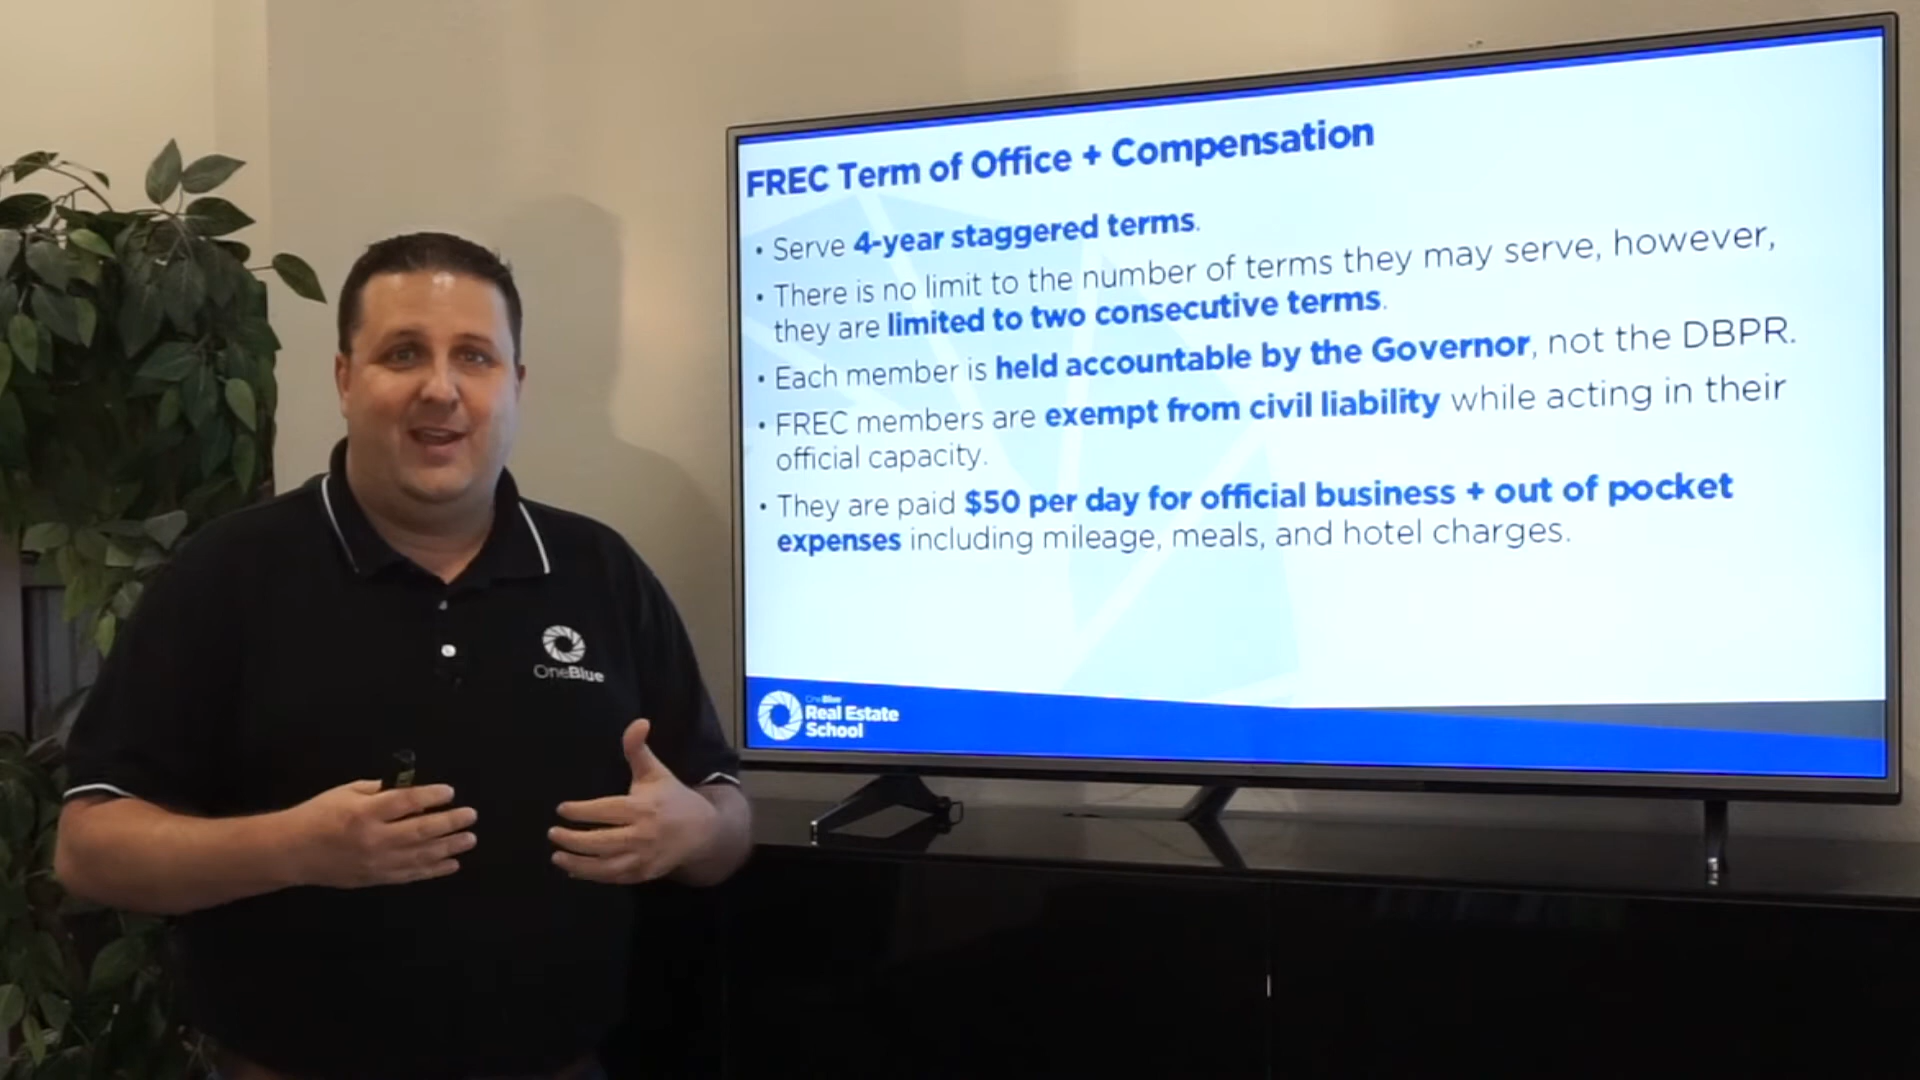 FREC Term of Office + Compensation
• Serve 4-year staggered terms.
• There is no limit to the number of terms they may serve, however,
they are limited to two consecutive terms.
• Each member is held accountable by the Governor, not the DBPR.
• FREC members are exempt from civil liability while acting in their
official capacity.
• They are paid $50 per day for official business + out of pocket
expenses including mileage, meals, and hotel charges.
OneBlue
Real Estate
School
OneBlue